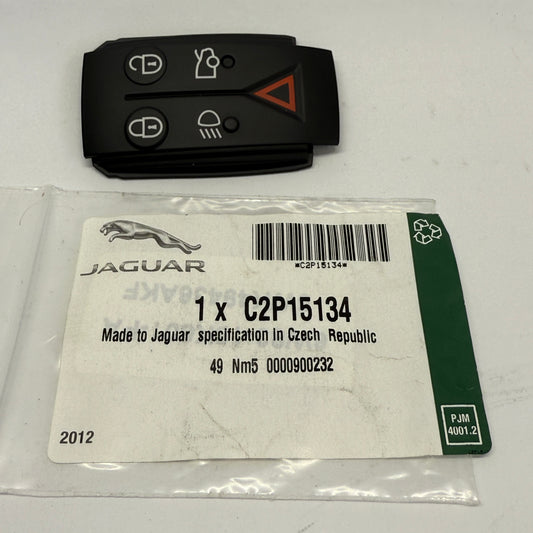 JAGUAR
*C2P15134*
1 x C2P15134
Made to Jaguar specification in Czech Republic
49 Nm5 0000900232
2012
PJM
4001.2